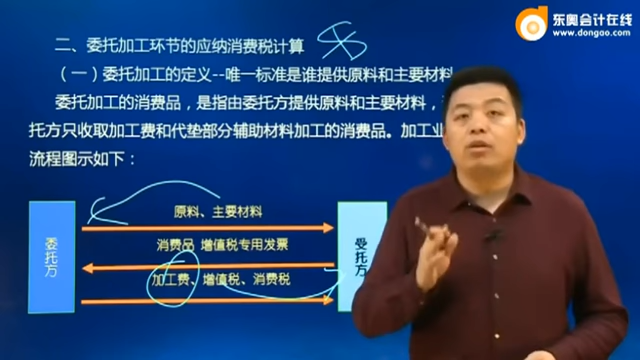 东奥会计在线
www.dongao.com
二、委托加工环节的应纳消费税计算
（一）委托加工的定义--唯一标准是谁提供原料和主要材料
委托加工的消费品，是指由委托方提供原料和主要材料，
托方只收取加工费和代垫部分辅助材料加工的消费品。加工业
流程图示如下：
委托方
原料、主要材料
消费品 增值税专用发票
加工费、增值税、消费税
受托方